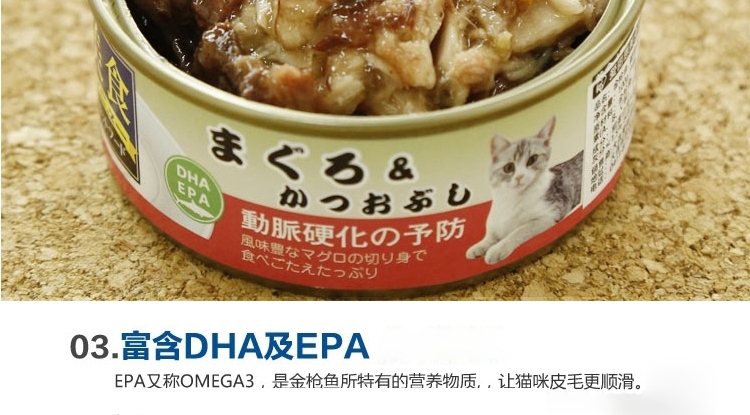 食
まぐろ&
かつおぶし
DHA
EPA
動脈硬化の予防
風味豊なマグロの切り身で
食べごたえたっぷり
03.富含DHA及EPA
EPA又称OMEGA3，是金枪鱼所特有的营养物质,，让猫咪皮毛更顺滑。